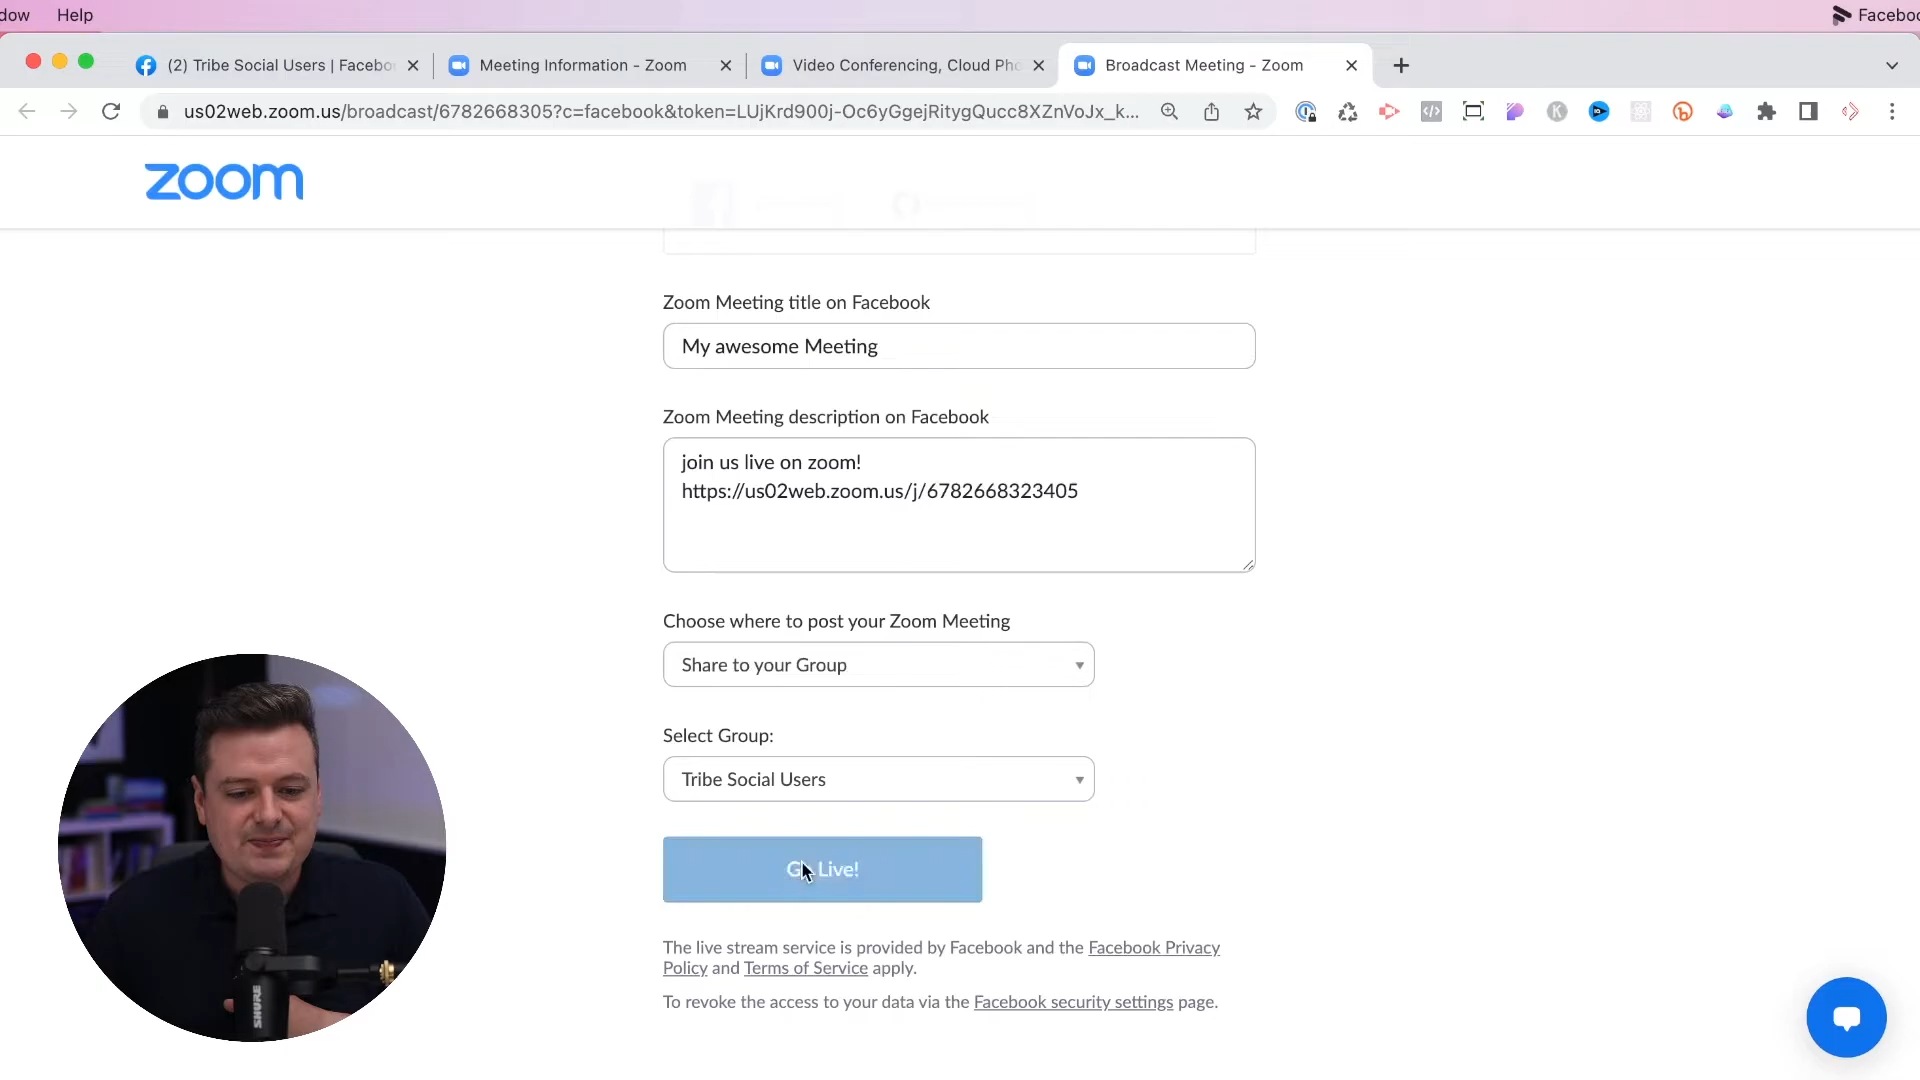 dow Help Faceboo
(2) Tribe Social Users | Facebo
Meeting Information - Zoom
Video Conferencing, Cloud Pho
Broadcast Meeting - Zoom
us02web.zoom.us/broadcast/6782668305?c=facebook&token=LUjKrd900j-Oc6yGgejRitygQucc8XZnVoJx_k...
zoom
Zoom Meeting title on Facebook
My awesome Meeting
Zoom Meeting description on Facebook
join us live on zoom!
https://us02web.zoom.us/j/6782668323405
Choose where to post your Zoom Meeting
Share to your Group
Select Group:
Tribe Social Users
Go Live!
The live stream service is provided by Facebook and the Facebook Privacy
Policy and Terms of Service apply.
To revoke the access to your data via the Facebook security settings page.
SHURE